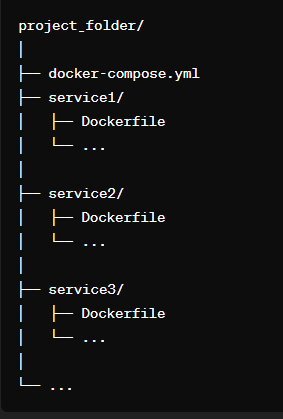 project_folder/
│
├── docker-compose.yml
├── service1/
│   ├── Dockerfile
│   └── ...
│
├── service2/
│   ├── Dockerfile
│   └── ...
│
├── service3/
│   ├── Dockerfile
│   └── ...
│
└── ...